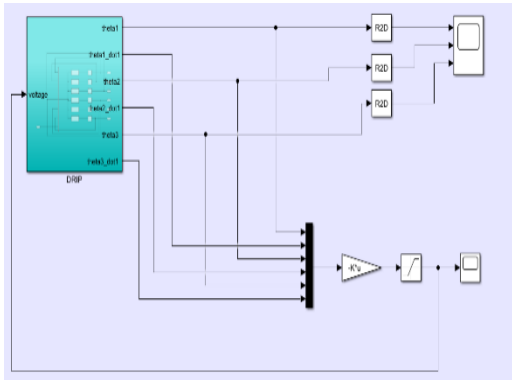 theta1
R2D
theta1_dot1
theta2
R2D
voltage
theta2_dot1
R2D
theta3
theta3_dot1
DRIP
-K*u